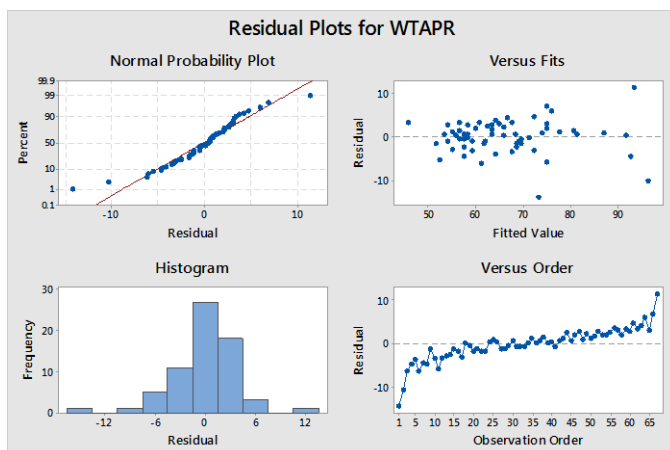 Residual Plots for WTAPR
Normal Probability Plot
Versus Fits
99.9
99
90
50
10
1
0.1
Percent
-10 0 10
Residual
10
0
-10
Residual
50 60 70 80 90
Fitted Value
Histogram
Versus Order
30
20
10
0
Frequency
-12 -6 0 6 12
Residual
10
0
-10
Residual
1 5 10 15 20 25 30 35 40 45 50 55 60 65
Observation Order